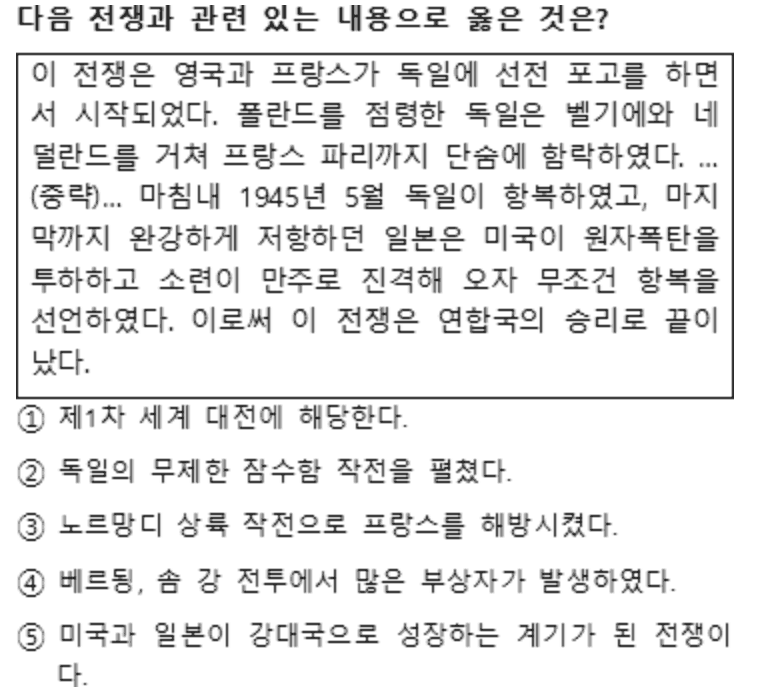 다음 전쟁과 관련 있는 내용으로 옳은 것은?
이 전쟁은 영국과 프랑스가 독일에 선전 포고를 하면
서 시작되었다. 폴란드를 점령한 독일은 벨기에와 네
덜란드를 거쳐 프랑스 파리까지 단숨에 함락하였다. ...
(중략)... 마침내 1945년 5월 독일이 항복하였고, 마지
막까지 완강하게 저항하던 일본은 미국이 원자폭탄을
투하하고 소련이 만주로 진격해 오자 무조건 항복을
선언하였다. 이로써 이 전쟁은 연합국의 승리로 끝이
났다.
① 제1차 세계 대전에 해당한다.
② 독일의 무제한 잠수함 작전을 펼쳤다.
③ 노르망디 상륙 작전으로 프랑스를 해방시켰다.
④ 베르됭, 솜 강 전투에서 많은 부상자가 발생하였다.
⑤ 미국과 일본이 강대국으로 성장하는 계기가 된 전쟁이
다.